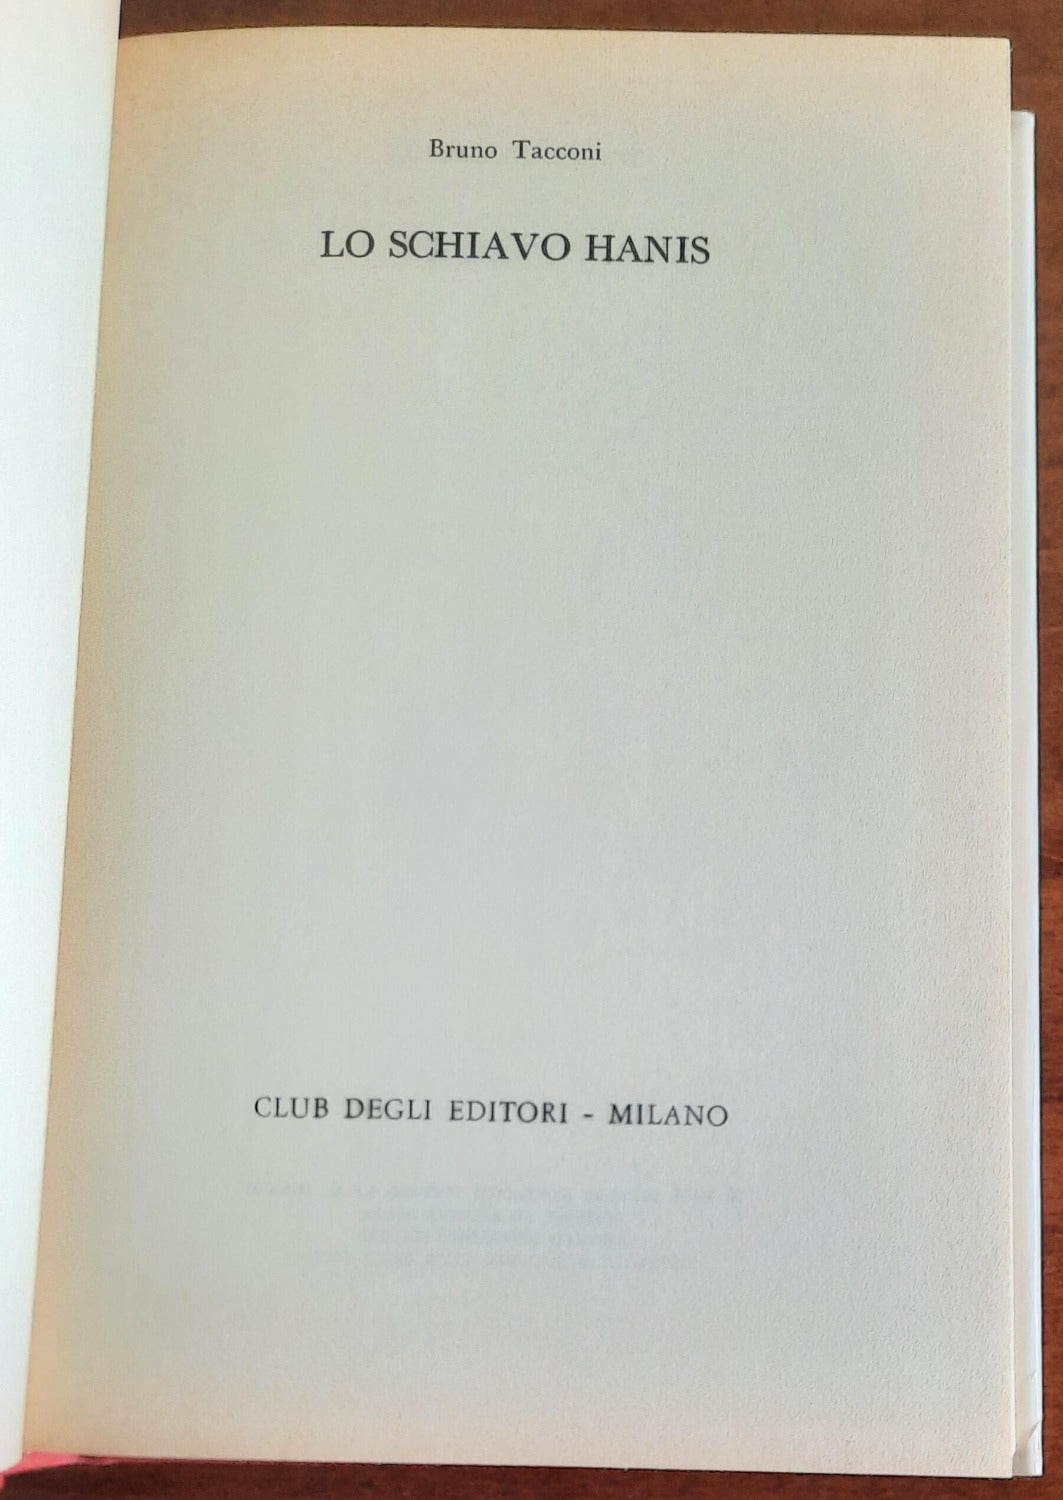 Bruno Tacconi
LO SCHIAVO HANIS
CLUB DEGLI EDITORI - MILANO